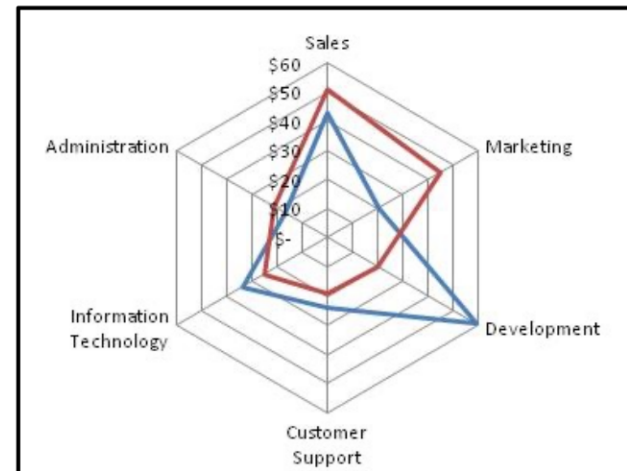 Sales
$60
$50
$40
$30
$20
$10
$-
Administration
Marketing
Information
Technology
Development
Customer
Support